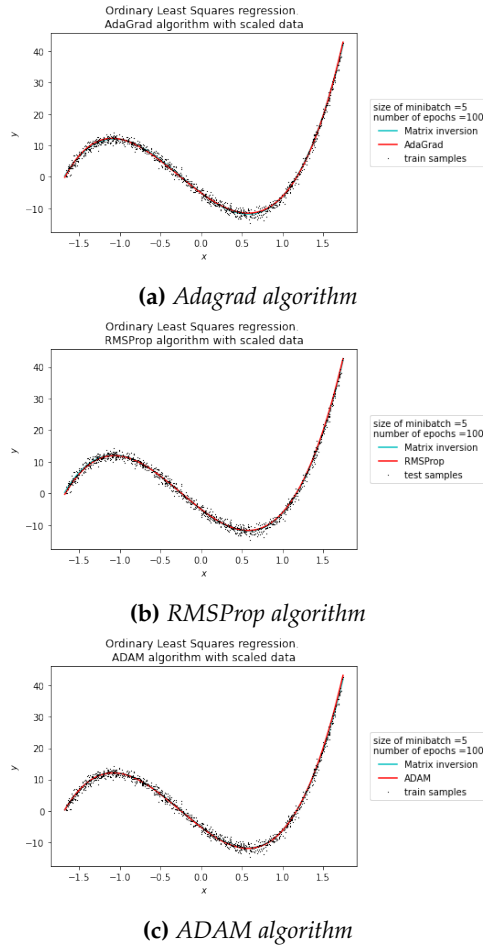 Ordinary Least Squares regression.
AdaGrad algorithm with scaled data
40
30
20
10
0
−10
y
−1.5 −1.0 −0.5 0.0 0.5 1.0 1.5
x
size of minibatch =5
number of epochs =100
Matrix inversion
AdaGrad
train samples
(a) Adagrad algorithm
Ordinary Least Squares regression.
RMSProp algorithm with scaled data
40
30
20
10
0
−10
y
−1.5 −1.0 −0.5 0.0 0.5 1.0 1.5
x
size of minibatch =5
number of epochs =100
Matrix inversion
RMSProp
test samples
(b) RMSProp algorithm
Ordinary Least Squares regression.
ADAM algorithm with scaled data
40
30
20
10
0
−10
y
−1.5 −1.0 −0.5 0.0 0.5 1.0 1.5
x
size of minibatch =5
number of epochs =100
Matrix inversion
ADAM
train samples
(c) ADAM algorithm